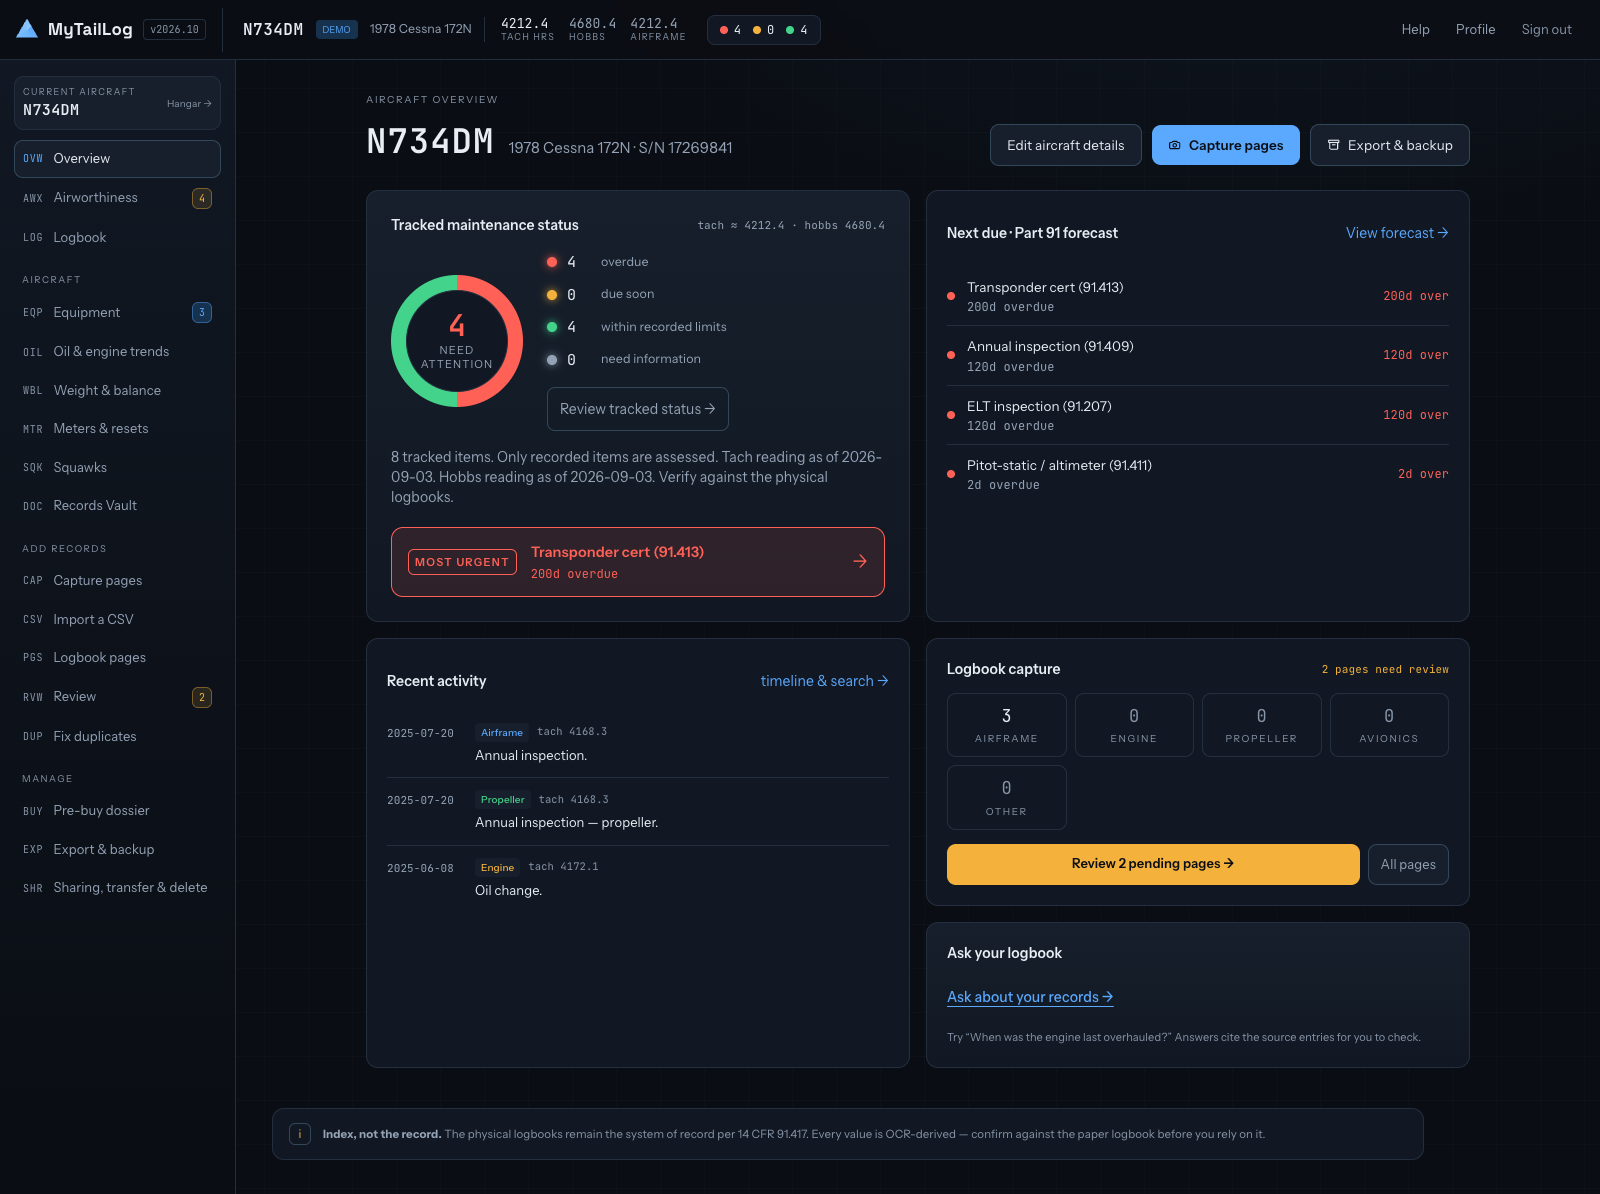 MyTailLog v2026.10
N734DM DEMO 1978 Cessna 172N
4212.4 TACH HRS
4680.4 HOBBS
4212.4 AIRFRAME
4 0 4
Help Profile Sign out
CURRENT AIRCRAFT
N734DM Hangar →
OVW Overview
AWX Airworthiness 4
LOG Logbook
AIRCRAFT
EQP Equipment 3
OIL Oil & engine trends
WBL Weight & balance
MTR Meters & resets
SQK Squawks
DOC Records Vault
ADD RECORDS
CAP Capture pages
CSV Import a CSV
PGS Logbook pages
RVW Review 2
DUP Fix duplicates
MANAGE
BUY Pre-buy dossier
EXP Export & backup
SHR Sharing, transfer & delete
AIRCRAFT OVERVIEW
N734DM 1978 Cessna 172N · S/N 17269841
Edit aircraft details
Capture pages
Export & backup
Tracked maintenance status
tach ≈ 4212.4 · hobbs 4680.4
4
NEED
ATTENTION
4 overdue
0 due soon
4 within recorded limits
0 need information
Review tracked status →
8 tracked items. Only recorded items are assessed. Tach reading as of 2026-
09-03. Hobbs reading as of 2026-09-03. Verify against the physical
logbooks.
MOST URGENT
Transponder cert (91.413)
200d overdue
→
Next due · Part 91 forecast
View forecast →
Transponder cert (91.413)
200d overdue
200d over
Annual inspection (91.409)
120d overdue
120d over
ELT inspection (91.207)
120d overdue
120d over
Pitot-static / altimeter (91.411)
2d overdue
2d over
Recent activity
timeline & search →
2025-07-20 Airframe tach 4168.3
Annual inspection.
2025-07-20 Propeller tach 4168.3
Annual inspection — propeller.
2025-06-08 Engine tach 4172.1
Oil change.
Logbook capture
2 pages need review
3 AIRFRAME
0 ENGINE
0 PROPELLER
0 AVIONICS
0 OTHER
Review 2 pending pages →
All pages
Ask your logbook
Ask about your records →
Try “When was the engine last overhauled?” Answers cite the source entries for you to check.
i Index, not the record. The physical logbooks remain the system of record per 14 CFR 91.417. Every value is OCR-derived — confirm against the paper logbook before you rely on it.